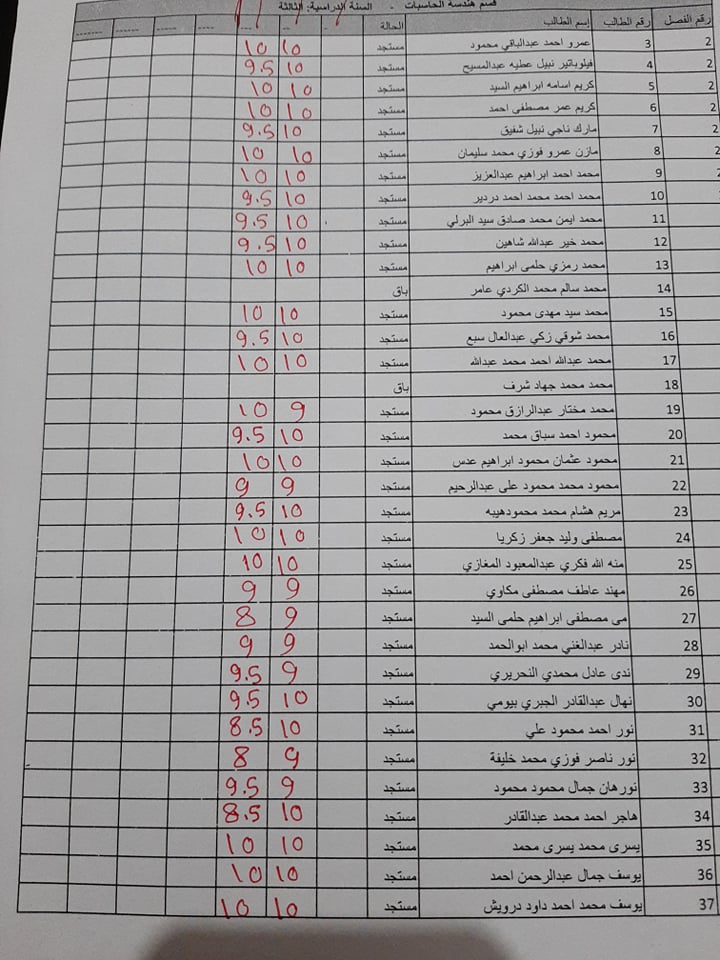 قسم هندسة الحاسبات - السنة الدراسية: الثالثة
رقم الفصل رقم الطالب إسم الطالب الحالة
2 3 عمرو احمد عبدالباقي محمود مستجد 10 10
2 4 فيلوباتير نبيل عطيه عبدالمسيح مستجد 10 9.5
2 5 كريم اسامه ابراهيم السيد مستجد 10 10
2 6 كريم عمر مصطفى احمد مستجد 10 10
2 7 مارك ناجي نبيل شفيق مستجد 10 9.5
2 8 مازن عمرو فوزي محمد سليمان مستجد 10 10
2 9 محمد احمد ابراهيم عبدالعزيز مستجد 10 10
10 محمد احمد محمد احمد دردير مستجد 10 9.5
11 محمد ايمن محمد صادق سيد البرلي مستجد 10 9.5
12 محمد خير عبدالله شاهين مستجد 10 9.5
13 محمد رمزي حلمى ابراهيم مستجد 10 10
14 محمد سالم محمد الكردي عامر باق
15 محمد سيد مهدى محمود مستجد 10 10
16 محمد شوقي زكي عبدالعال سبع مستجد 10 9.5
17 محمد عبدالله احمد محمد عبدالله مستجد 10 10
18 محمد محمد جهاد شرف باق
19 محمد مختار عبدالرازق محمود مستجد 9 10
20 محمود احمد سباق محمد مستجد 10 9.5
21 محمود عثمان محمود ابراهيم عدس مستجد 10 10
22 محمود محمد محمود على عبدالرحيم مستجد 9 9
23 مريم هشام محمد محمودهيبه مستجد 10 9.5
24 مصطفى وليد جعفر زكريا مستجد 10 10
25 منه الله فكري عبدالمعبود المغازي مستجد 10 10
26 مهند عاطف مصطفى مكاوي مستجد 9 9
27 مى مصطفى ابراهيم حلمى السيد مستجد 9 8
28 نادر عبدالغني محمد ابوالحمد مستجد 9 9
29 ندى عادل محمدي النحريري مستجد 9 9.5
30 نهال عبدالقادر الجبري بيومي مستجد 10 9.5
31 نور احمد محمود علي مستجد 10 8.5
32 نور ناصر فوزي محمد خليفة مستجد 9 8
33 نورهان جمال محمود محمود مستجد 9 9.5
34 هاجر احمد محمد عبدالقادر مستجد 10 8.5
35 يسرى محمد يسرى محمد مستجد 10 10
36 يوسف جمال عبدالرحمن احمد مستجد 10 10
37 يوسف محمد احمد داود درويش مستجد 10 10